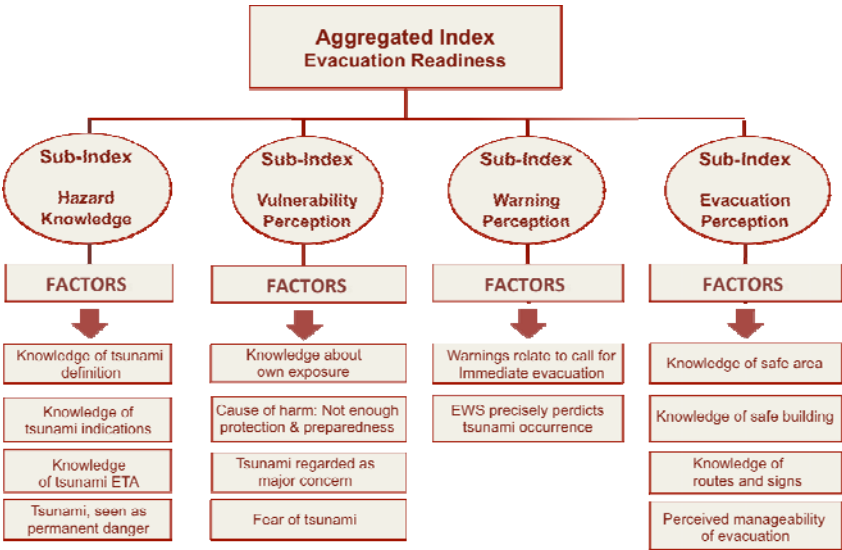 Aggregated Index
Evacuation Readiness
Sub-Index
Hazard
Knowledge
Sub-Index
Vulnerability
Perception
Sub-Index
Warning
Perception
Sub-Index
Evacuation
Perception
FACTORS
FACTORS
FACTORS
FACTORS
Knowledge of tsunami
definition
Knowledge of
tsunami indications
Knowledge
of tsunami ETA
Tsunami, seen as
permanent danger
Knowledge about
own exposure
Cause of harm: Not enough
protection & preparedness
Tsunami regarded as
major concern
Fear of tsunami
Warnings relate to call for
Immediate evacuation
EWS precisely perdicts
tsunami occurrence
Knowledge of safe area
Knowledge of safe building
Knowledge of
routes and signs
Perceived manageability
of evacuation